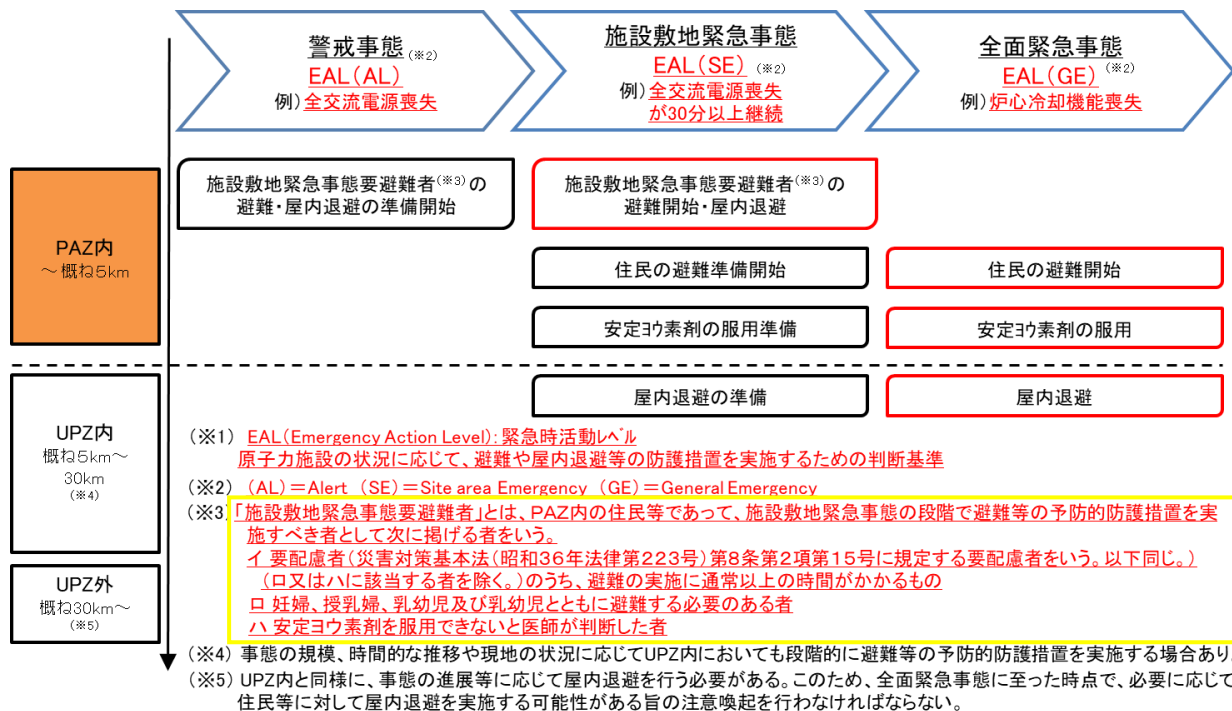 警戒事態(※2)
EAL(AL)
例)全交流電源喪失
施設敷地緊急事態
EAL(SE) (※2)
例)全交流電源喪失
が30分以上継続
全面緊急事態
EAL(GE) (※2)
例)炉心冷却機能喪失
PAZ内
～概ね5km
施設敷地緊急事態要避難者(※3)の
避難・屋内退避の準備開始
施設敷地緊急事態要避難者(※3)の
避難開始・屋内退避
住民の避難準備開始
住民の避難開始
安定ヨウ素剤の服用準備
安定ヨウ素剤の服用
UPZ内
概ね5km～
30km
(※4)
屋内退避の準備
屋内退避
UPZ外
概ね30km～
(※5)
(※1) EAL(Emergency Action Level):緊急時活動レベル
原子力施設の状況に応じて、避難や屋内退避等の防護措置を実施するための判断基準
(※2) (AL)=Alert (SE)=Site area Emergency (GE)=General Emergency
(※3)「施設敷地緊急事態要避難者」とは、PAZ内の住民等であって、施設敷地緊急事態の段階で避難等の予防的防護措置を実
施すべき者として次に掲げる者をいう。
イ 要配慮者(災害対策基本法(昭和36年法律第223号)第8条第2項第15号に規定する要配慮者をいう。以下同じ。)
(ロ又はハに該当する者を除く。)のうち、避難の実施に通常以上の時間がかかるもの
ロ 妊婦、授乳婦、乳幼児及び乳幼児とともに避難する必要のある者
ハ 安定ヨウ素剤を服用できないと医師が判断した者
(※4) 事態の規模、時間的な推移や現地の状況に応じてUPZ内においても段階的に避難等の予防的防護措置を実施する場合あり。
(※5) UPZ内と同様に、事態の進展等に応じて屋内退避を行う必要がある。このため、全面緊急事態に至った時点で、必要に応じて
住民等に対して屋内退避を実施する可能性がある旨の注意喚起を行わなければならない。